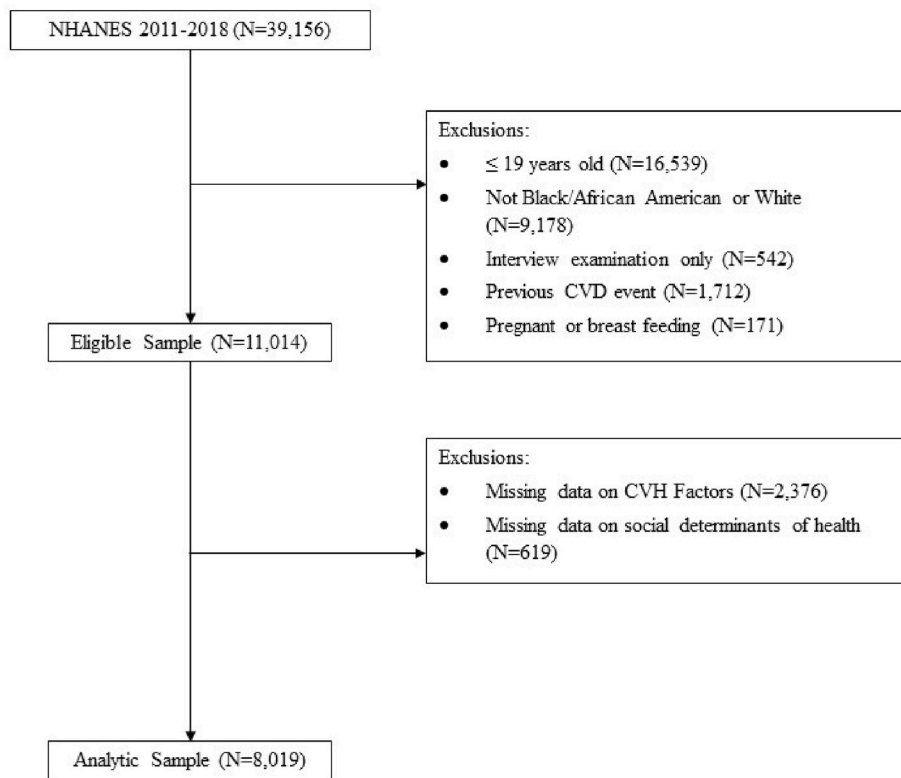 NHANES 2011-2018 (N=39,156)
Exclusions:
• ≤ 19 years old (N=16,539)
• Not Black/African American or White
(N=9,178)
• Interview examination only (N=542)
• Previous CVD event (N=1,712)
• Pregnant or breast feeding (N=171)
Eligible Sample (N=11,014)
Exclusions:
• Missing data on CVH Factors (N=2,376)
• Missing data on social determinants of health
(N=619)
Analytic Sample (N=8,019)